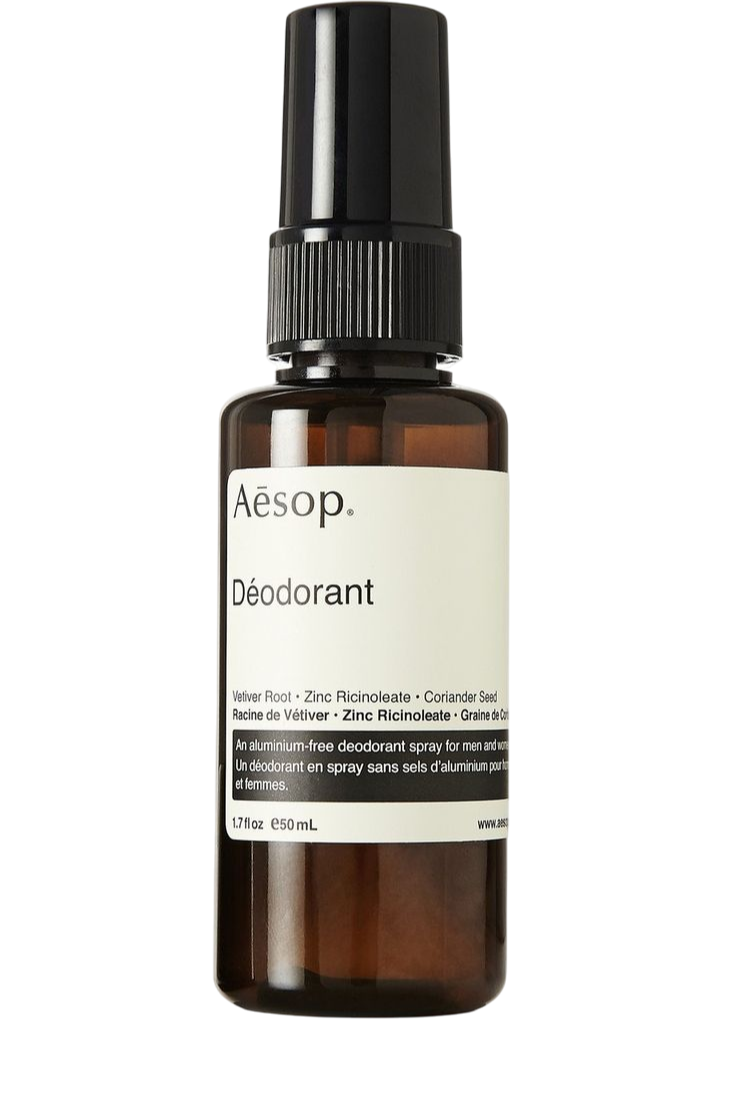 Aēsop®
Déodorant
Vetiver Root · Zinc Ricinoleate · Coriander Seed
Racine de Vétiver · Zinc Ricinoleate · Graine de
An aluminium-free deodorant spray for men and
Un déodorant en spray sans sels d'aluminium pour
et femmes.
1.7 fl oz ℮50 mL